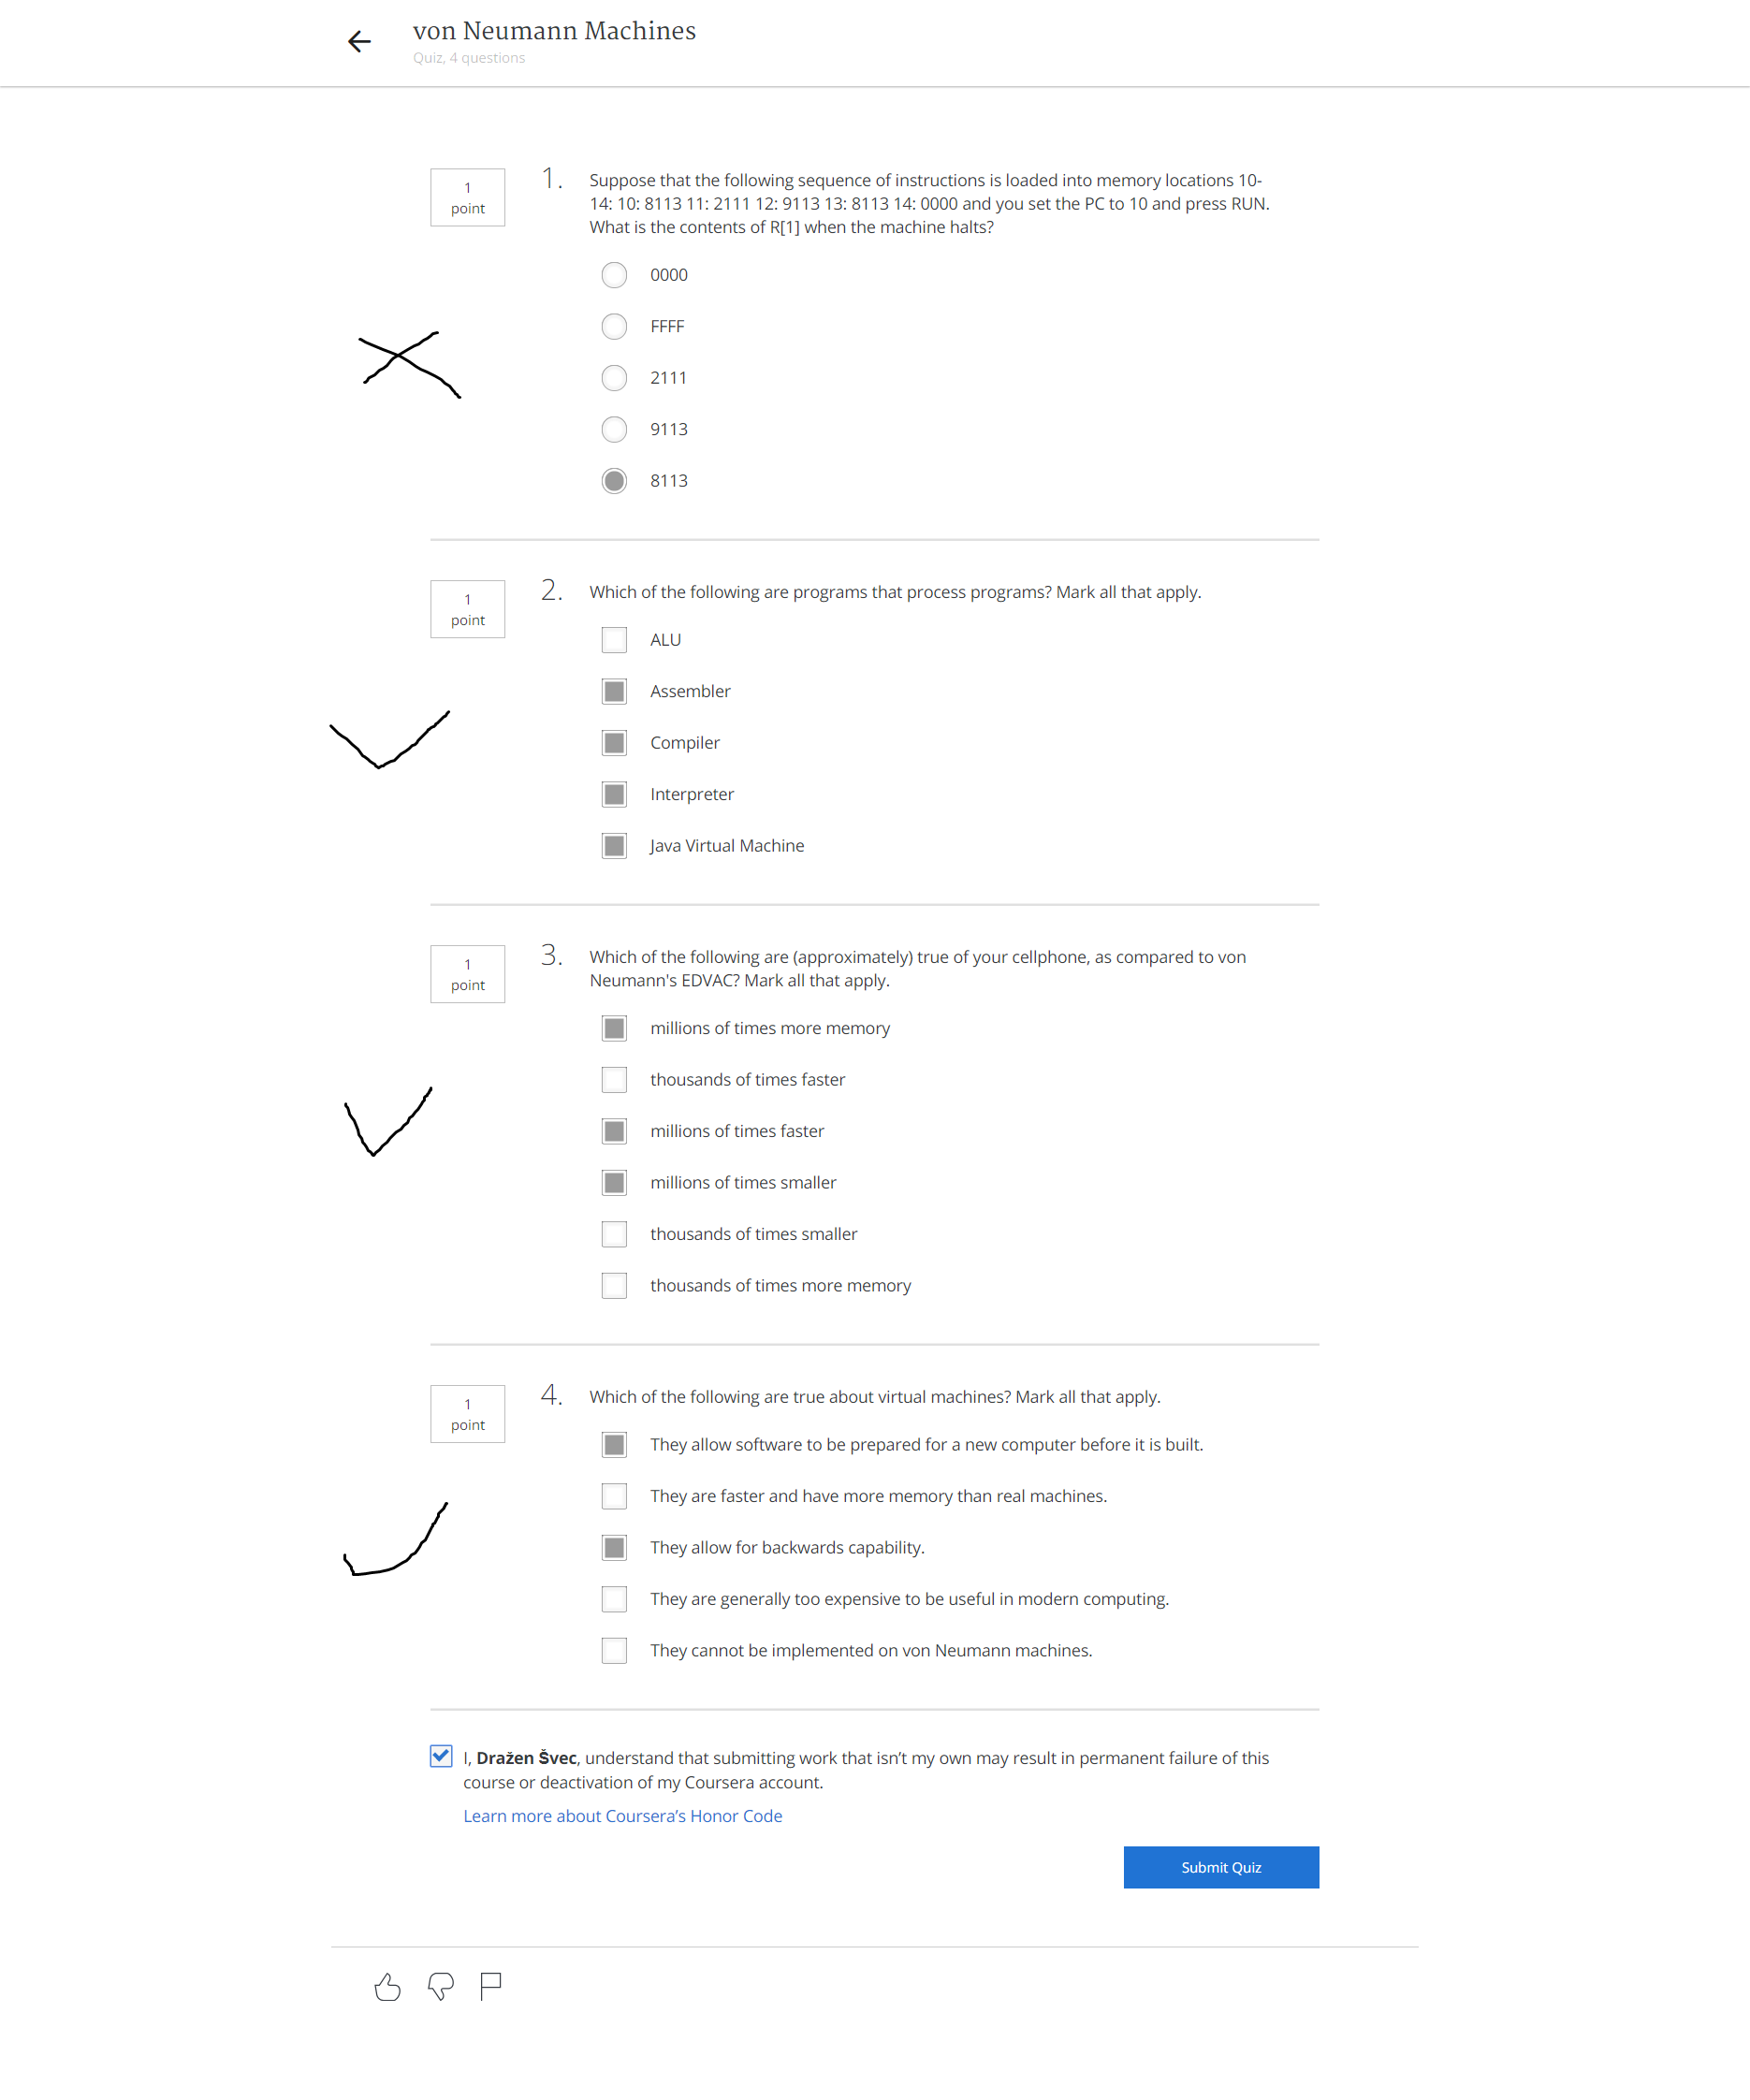 von Neumann Machines
Quiz, 4 questions
1
point
1.
Suppose that the following sequence of instructions is loaded into memory locations 10-
14: 10: 8113 11: 2111 12: 9113 13: 8113 14: 0000 and you set the PC to 10 and press RUN.
What is the contents of R[1] when the machine halts?
0000
FFFF
2111
9113
8113
1
point
2.
Which of the following are programs that process programs? Mark all that apply.
ALU
Assembler
Compiler
Interpreter
Java Virtual Machine
1
point
3.
Which of the following are (approximately) true of your cellphone, as compared to von
Neumann's EDVAC? Mark all that apply.
millions of times more memory
thousands of times faster
millions of times faster
millions of times smaller
thousands of times smaller
thousands of times more memory
1
point
4.
Which of the following are true about virtual machines? Mark all that apply.
They allow software to be prepared for a new computer before it is built.
They are faster and have more memory than real machines.
They allow for backwards capability.
They are generally too expensive to be useful in modern computing.
They cannot be implemented on von Neumann machines.
I, Dražen Švec, understand that submitting work that isn't my own may result in permanent failure of this
course or deactivation of my Coursera account.
Learn more about Coursera's Honor Code
Submit Quiz